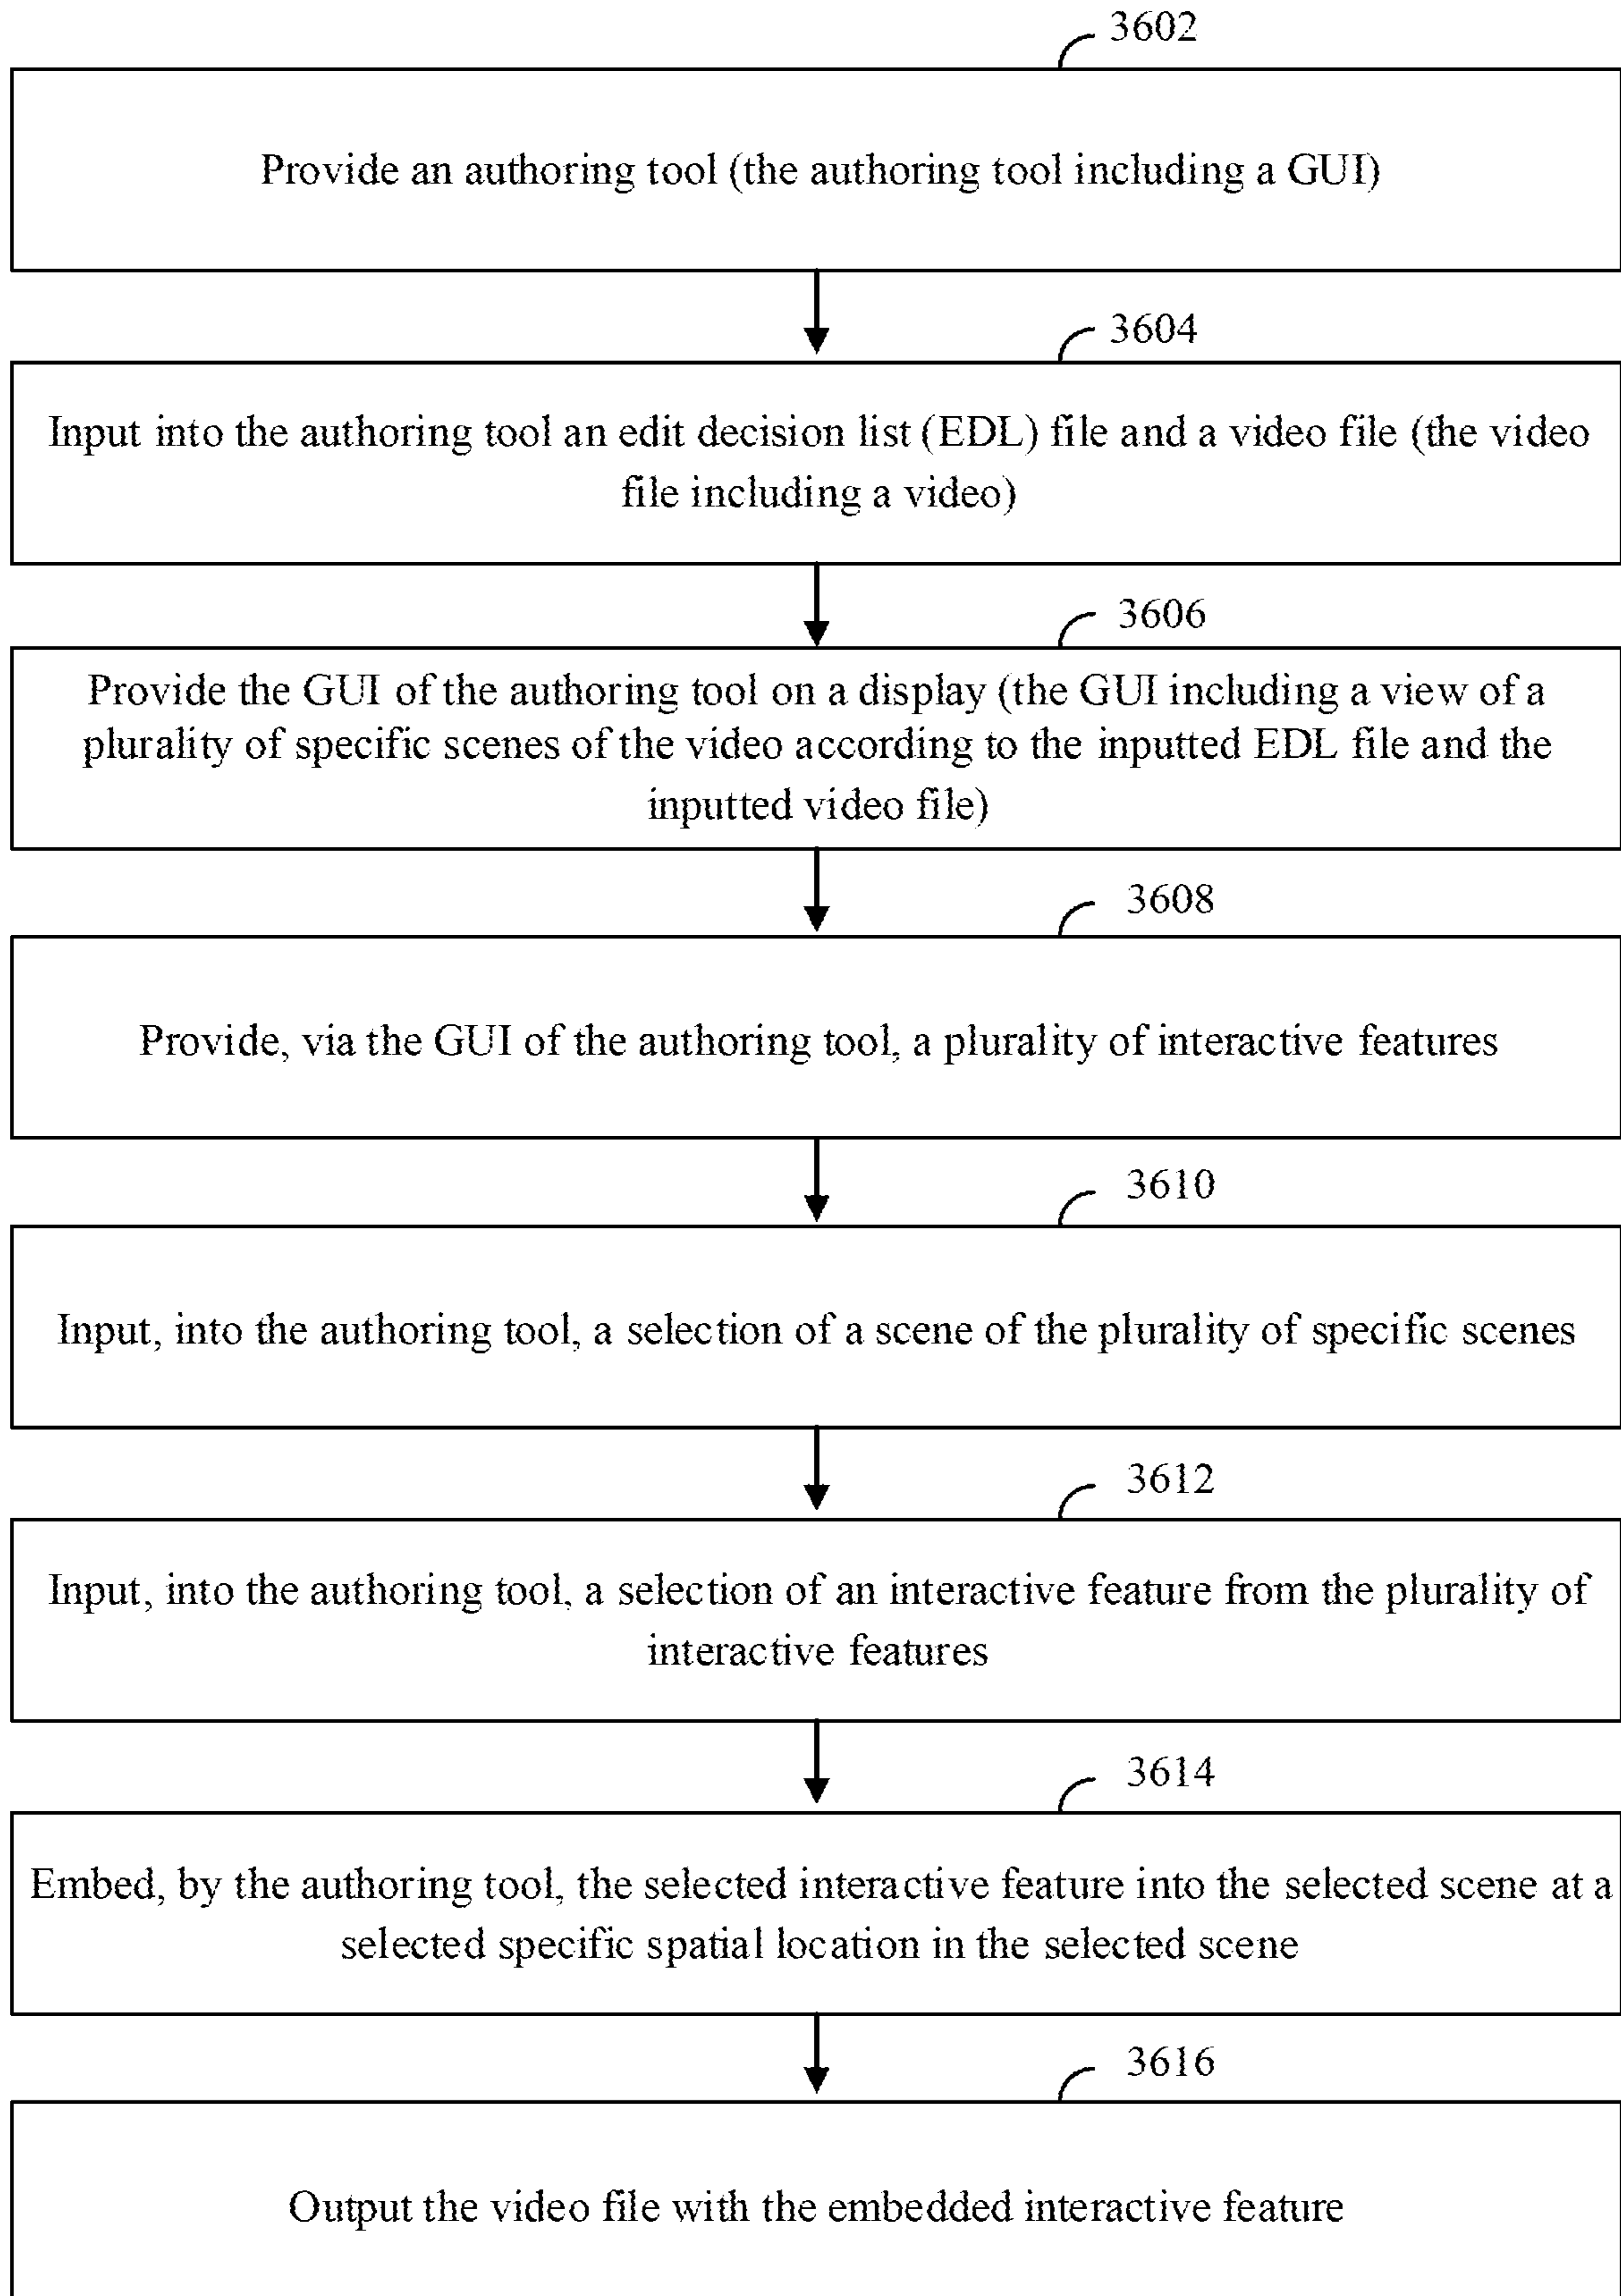 3602
Provide an authoring tool (the authoring tool including a GUI)
3604
Input into the authoring tool an edit decision list (EDL) file and a video file (the video
file including a video)
3606
Provide the GUI of the authoring tool on a display (the GUI including a view of a
plurality of specific scenes of the video according to the inputted EDL file and the
inputted video file)
3608
Provide, via the GUI of the authoring tool, a plurality of interactive features
3610
Input, into the authoring tool, a selection of a scene of the plurality of specific scenes
3612
Input, into the authoring tool, a selection of an interactive feature from the plurality of
interactive features
3614
Embed, by the authoring tool, the selected interactive feature into the selected scene at a
selected specific spatial location in the selected scene
3616
Output the video file with the embedded interactive feature